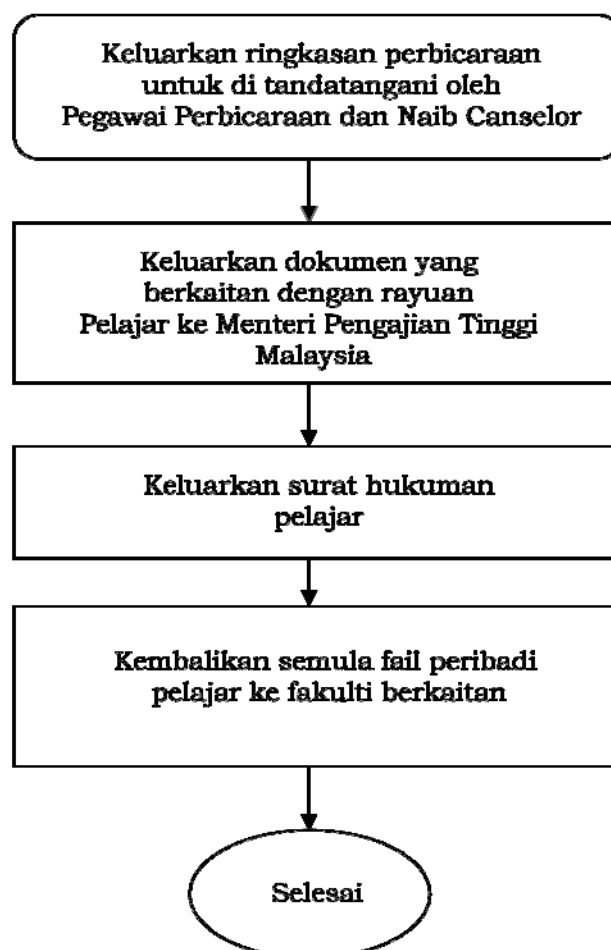 Keluarkan ringkasan perbicaraan
untuk di tandatangani oleh
Pegawai Perbicaraan dan Naib Canselor
Keluarkan dokumen yang
berkaitan dengan rayuan
Pelajar ke Menteri Pengajian Tinggi
Malaysia
Keluarkan surat hukuman
pelajar
Kembalikan semula fail peribadi
pelajar ke fakulti berkaitan
Selesai